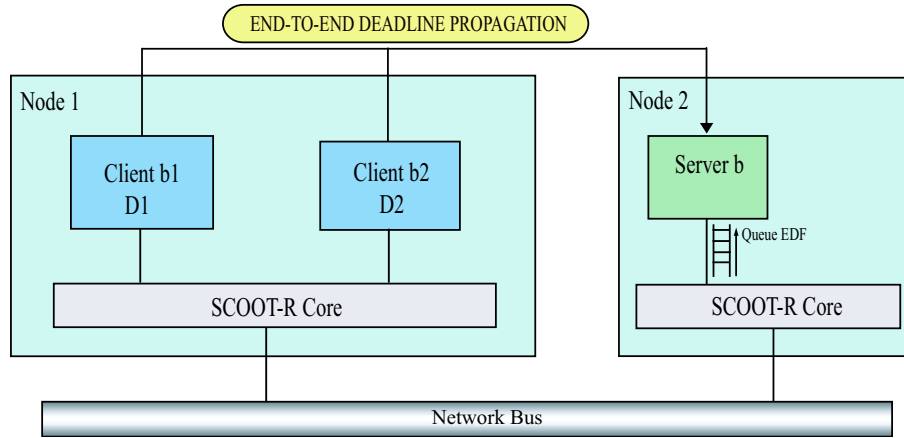 END-TO-END DEADLINE PROPAGATION
Node 1
Node 2
Client b1
D1
Client b2
D2
Server b
Queue EDF
SCOOT-R Core
SCOOT-R Core
Network Bus